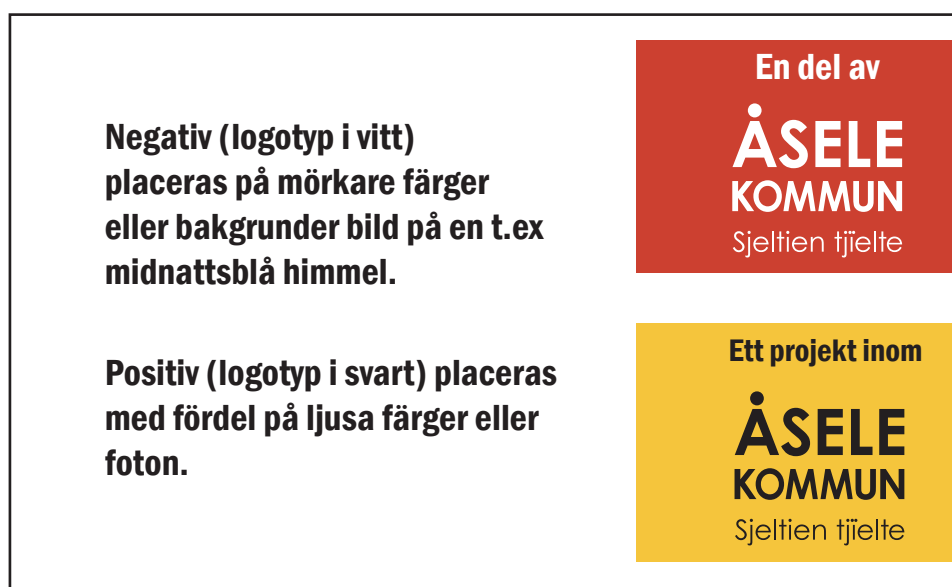 Negativ (logotyp i vitt)
placeras på mörkare färger
eller bakgrunder bild på en t.ex
midnattsblå himmel.
Positiv (logotyp i svart) placeras
med fördel på ljusa färger eller
foton.
En del av
ÅSELE
KOMMUN
Sjeltien tjïelte
Ett projekt inom
ÅSELE
KOMMUN
Sjeltien tjïelte